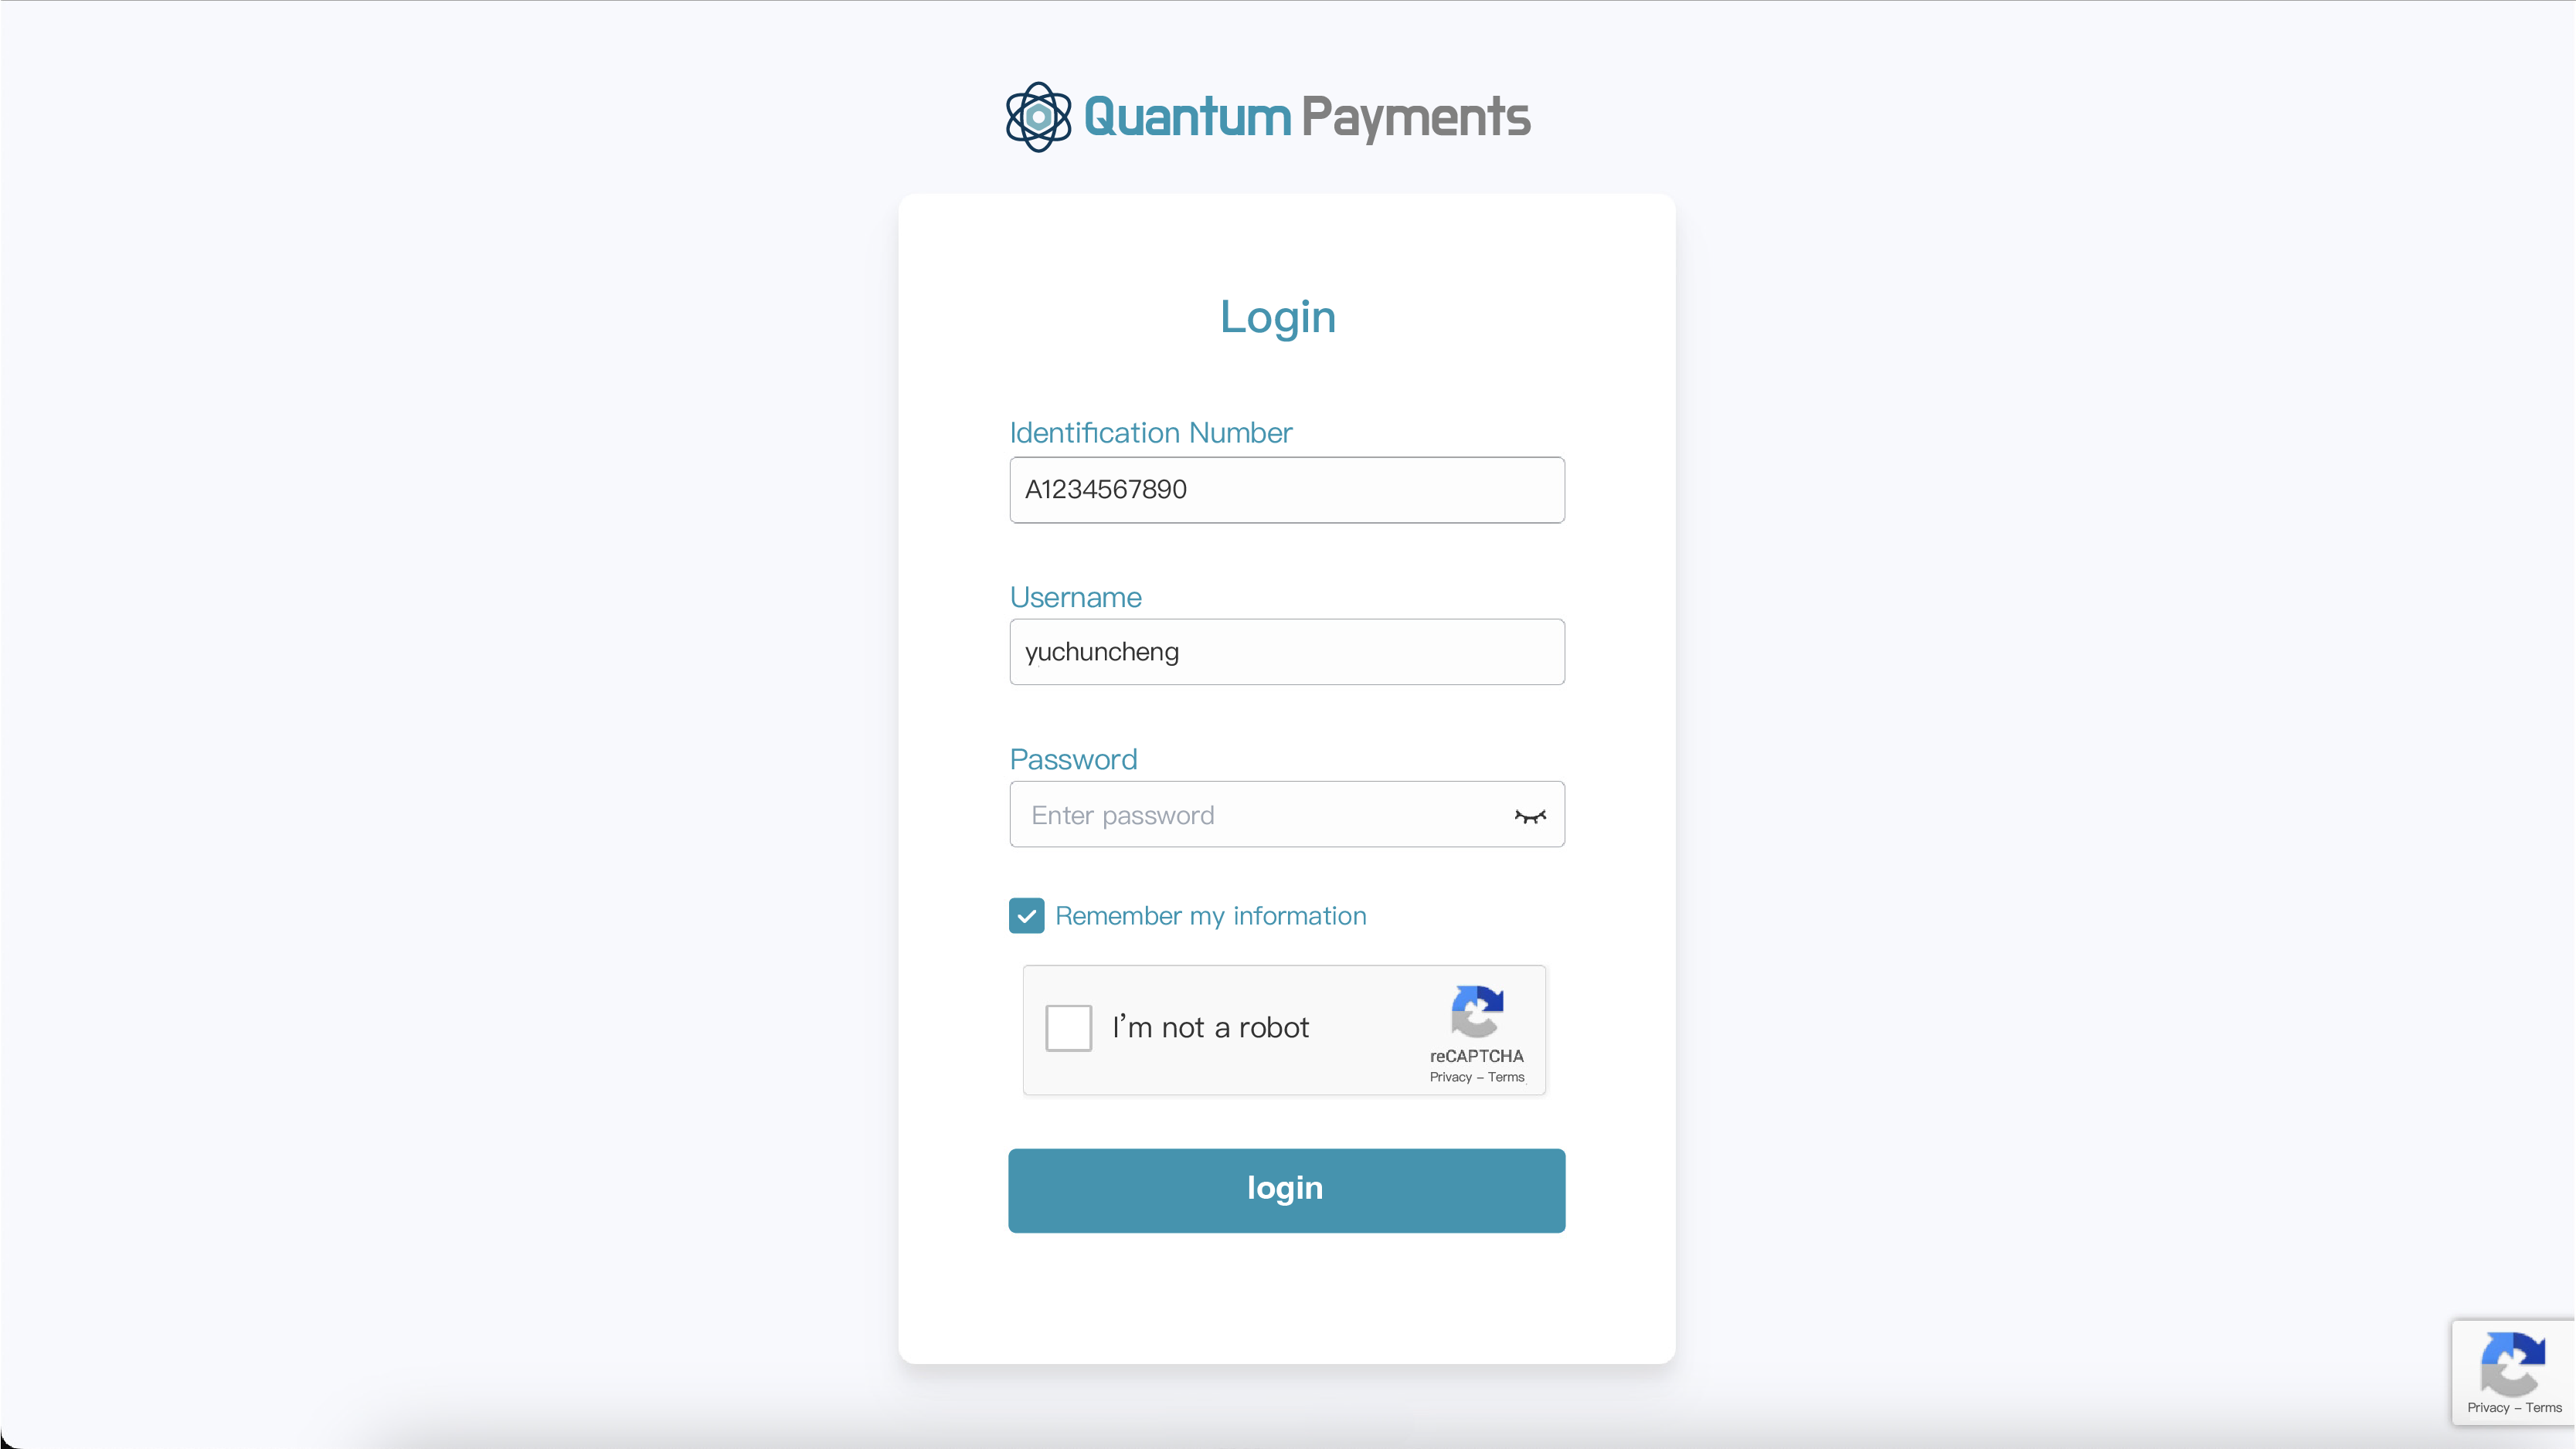 Quantum Payments
Login
Identification Number
A1234567890
Username
yuchuncheng
Password
Enter password
Remember my information
I'm not a robot
reCAPTCHA
Privacy - Terms
login
Privacy - Terms